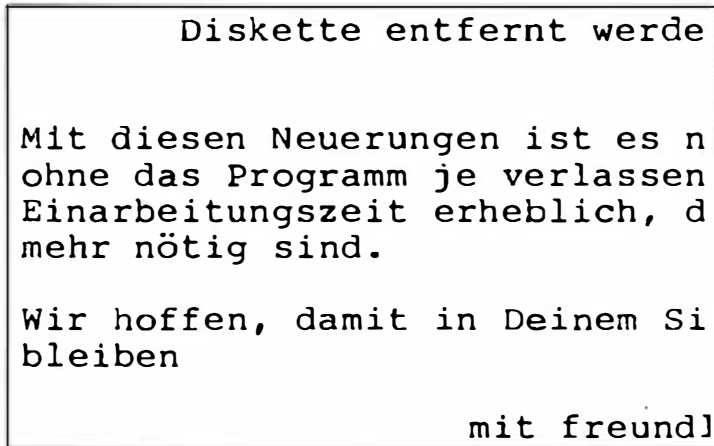 Diskette entfernt werde
Mit diesen Neuerungen ist es n
ohne das Programm je verlassen
Einarbeitungszeit erheblich, d
mehr nötig sind.
Wir hoffen, damit in Deinem Si
bleiben
mit freundl